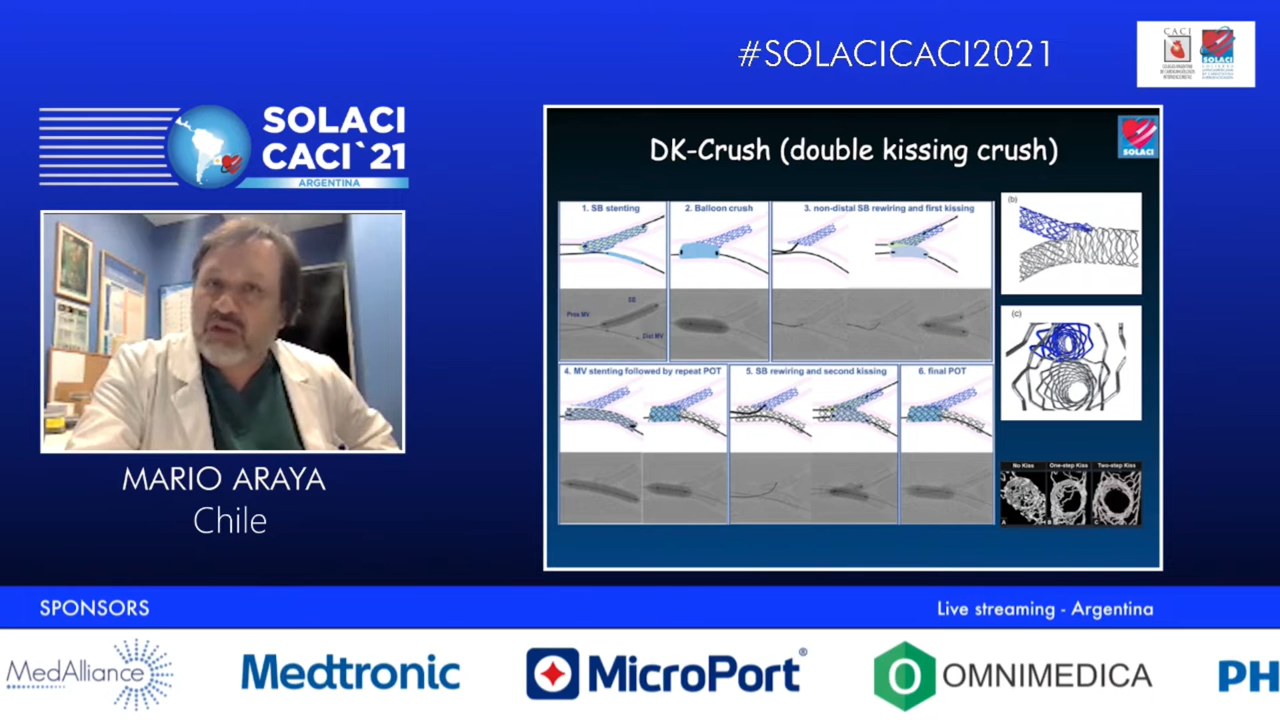 #SOLACICACI2021
CACI
SOLACI
SOLACI
CACI`21
ARGENTINA
MARIO ARAYA
Chile
DK-Crush (double kissing crush)
SOLACI
1. SB stenting
2. Balloon crush
3. non-distal SB rewiring and first kissing
SB
Prox MV
Dist MV
4. MV stenting followed by repeat POT
5. SB rewiring and second kissing
6. final POT
(b)
(c)
No Kiss
One-step Kiss
Two-step Kiss
A
B
C
SPONSORS
Live streaming - Argentina
MedAlliance
Medtronic
MicroPort®
OMNIMEDICA
PH